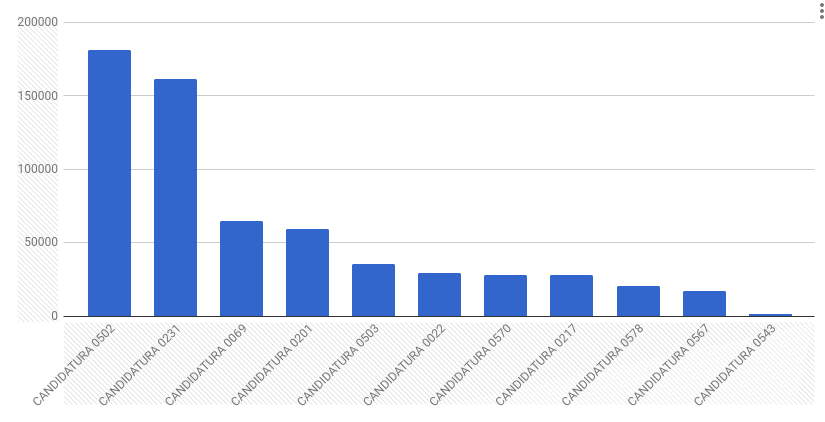 200000
150000
100000
50000
0
CANDIDATURA 0502
CANDIDATURA 0231
CANDIDATURA 0069
CANDIDATURA 0201
CANDIDATURA 0503
CANDIDATURA 0022
CANDIDATURA 0570
CANDIDATURA 0217
CANDIDATURA 0578
CANDIDATURA 0567
CANDIDATURA 0543